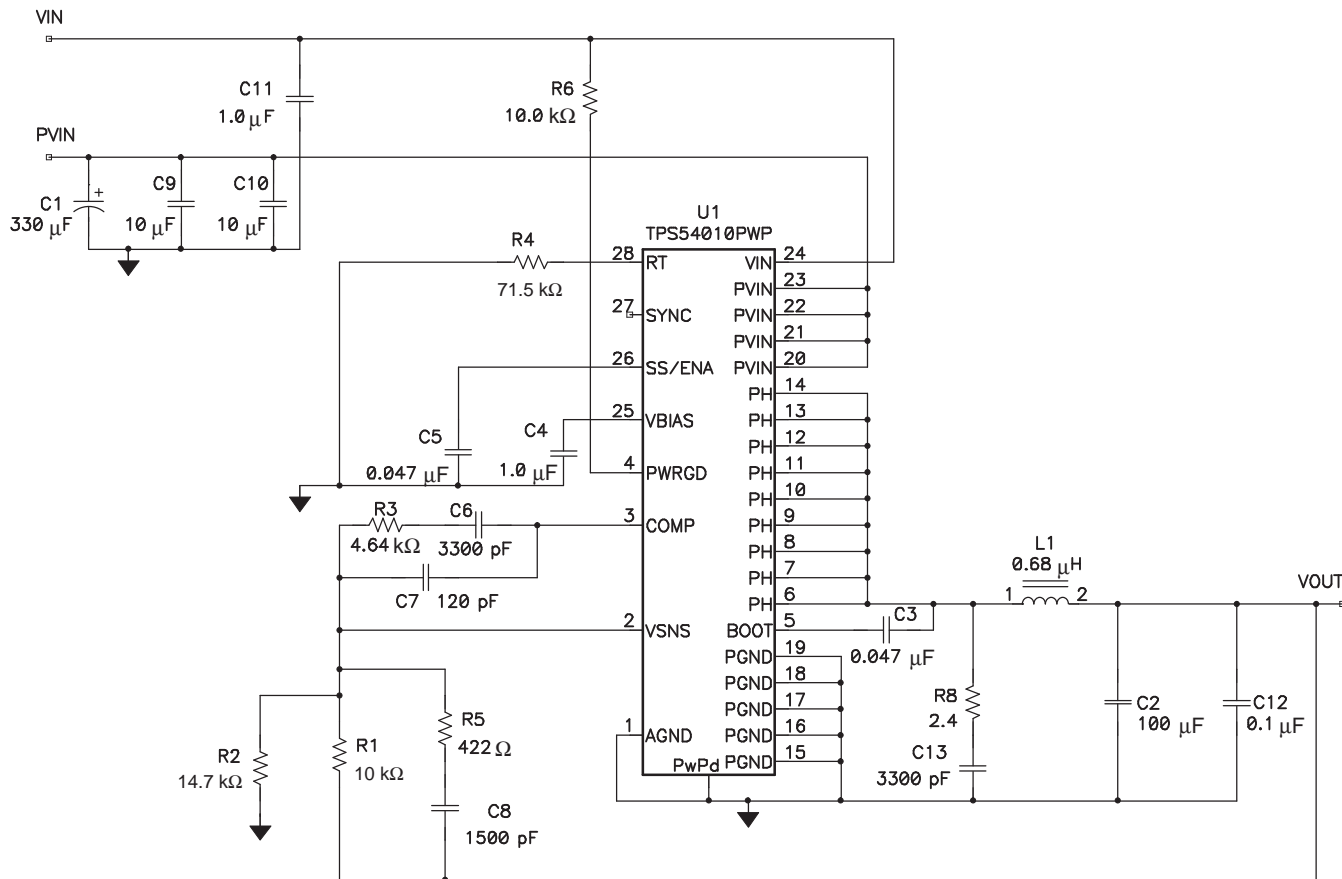 VIN
C11
1.0 μF
R6
10.0 kΩ
PVIN
C1
330 μF
+
C9
10 μF
C10
10 μF
U1
TPS54010PWP
R4
71.5 kΩ
28 RT
VIN 24
PVIN 23
27 SYNC
PVIN 22
PVIN 21
26 SS/ENA
PVIN 20
PH 14
25 VBIAS
PH 13
C5
0.047 μF
C4
1.0 μF
PH 12
4 PWRGD
PH 11
PH 10
R3
4.64 kΩ
C6
3300 pF
3 COMP
PH 9
PH 8
C7 120 pF
PH 7
PH 6
L1
0.68 μH
1 2
VOUT
2 VSNS
BOOT 5
C3
0.047 μF
PGND 19
PGND 18
PGND 17
1 AGND
PGND 16
PGND 15
PwPd
R8
2.4
C13
3300 pF
C2
100 μF
C12
0.1 μF
R2
14.7 kΩ
R1
10 kΩ
R5
422 Ω
C8
1500 pF